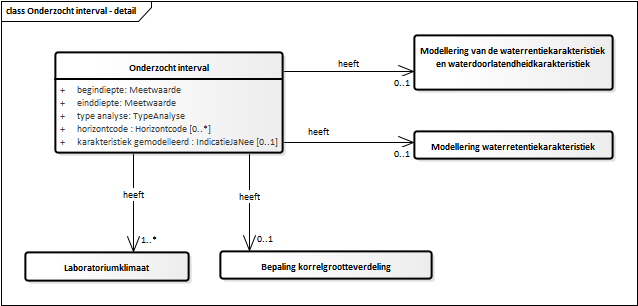 class Onderzocht interval - detail
Onderzocht interval
+ begindiepte: Meetwaarde
+ einddiepte: Meetwaarde
+ type analyse: TypeAnalyse
+ horizontcode : Horizontcode [0..*]
+ karakteristiek gemodelleerd : IndicatieJaNee [0..1]
heeft
0..1
Modellering van de waterrentiekarakteristiek
en waterdoorlatendheidkarakteristiek
heeft
0..1
Modellering waterretentiekarakteristiek
heeft
1..*
Laboratoriumklimaat
heeft
0..1
Bepaling korrelgrootteverdeling